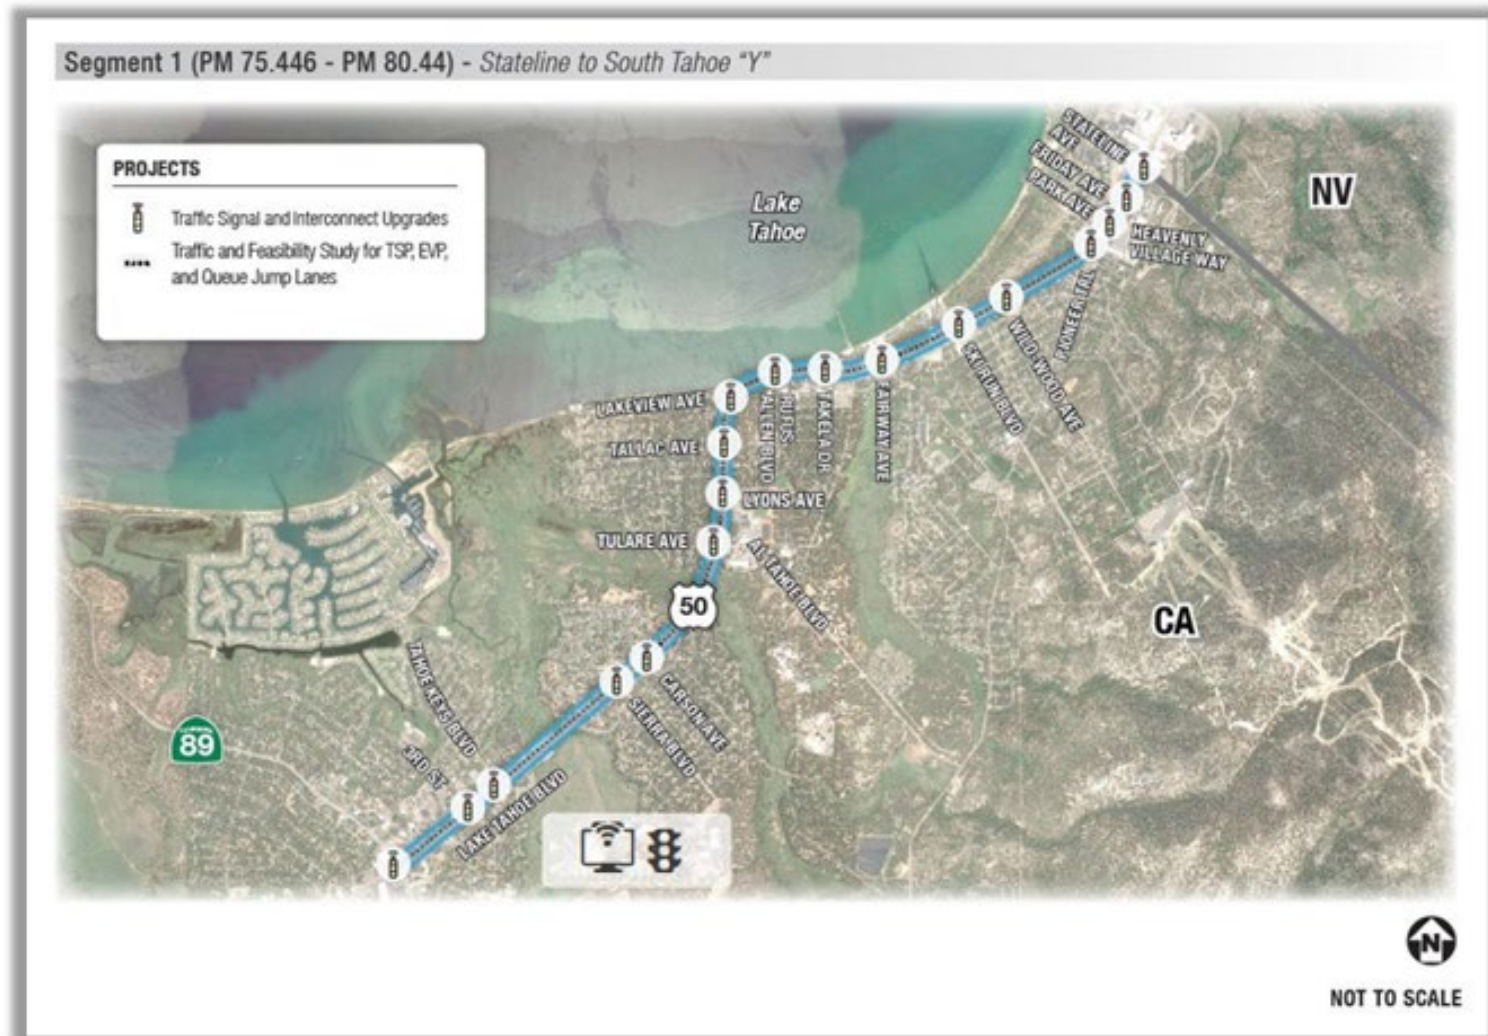 Segment 1 (PM 75.446 - PM 80.44) - Stateline to South Tahoe "Y"
PROJECTS
Traffic Signal and Interconnect Upgrades
Traffic and Feasibility Study for TSP, EVP,
and Queue Jump Lanes
Lake
Tahoe
STATELINE
AVE
FRIDAY AVE
PARK AVE
NV
HEAVENLY
VILLAGE WAY
PIONEER TRL
WILDWOOD AVE
SKI RUN BLVD
FAIRWAY AVE
TAKELA DR
RUFUS
ALLEN BLVD
LAKEVIEW AVE
TALLAC AVE
LYONS AVE
TULARE AVE
AL TAHOE BLVD
50
CA
CARSON AVE
SIERRA BLVD
TAHOE KEYS BLVD
3RD ST
LAKE TAHOE BLVD
89
N
NOT TO SCALE